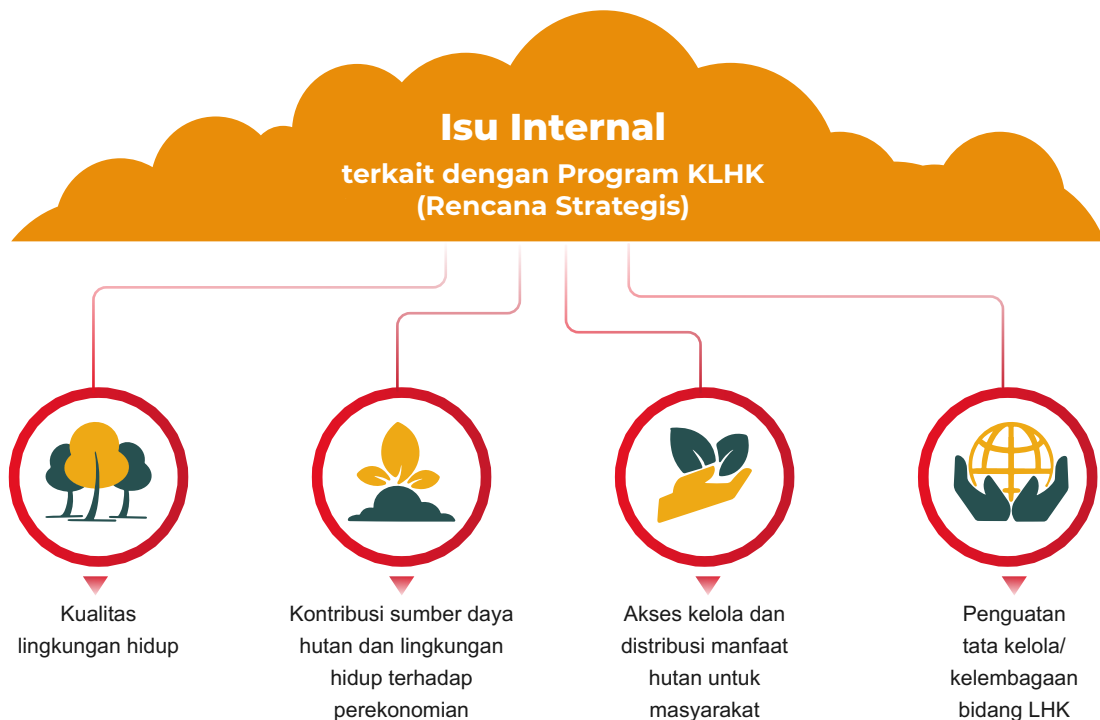 Isu Internal
terkait dengan Program KLHK
(Rencana Strategis)
Kualitas
lingkungan hidup
Kontribusi sumber daya
hutan dan lingkungan
hidup terhadap
perekonomian
Akses kelola dan
distribusi manfaat
hutan untuk
masyarakat
Penguatan
tata kelola/
kelembagaan
bidang LHK